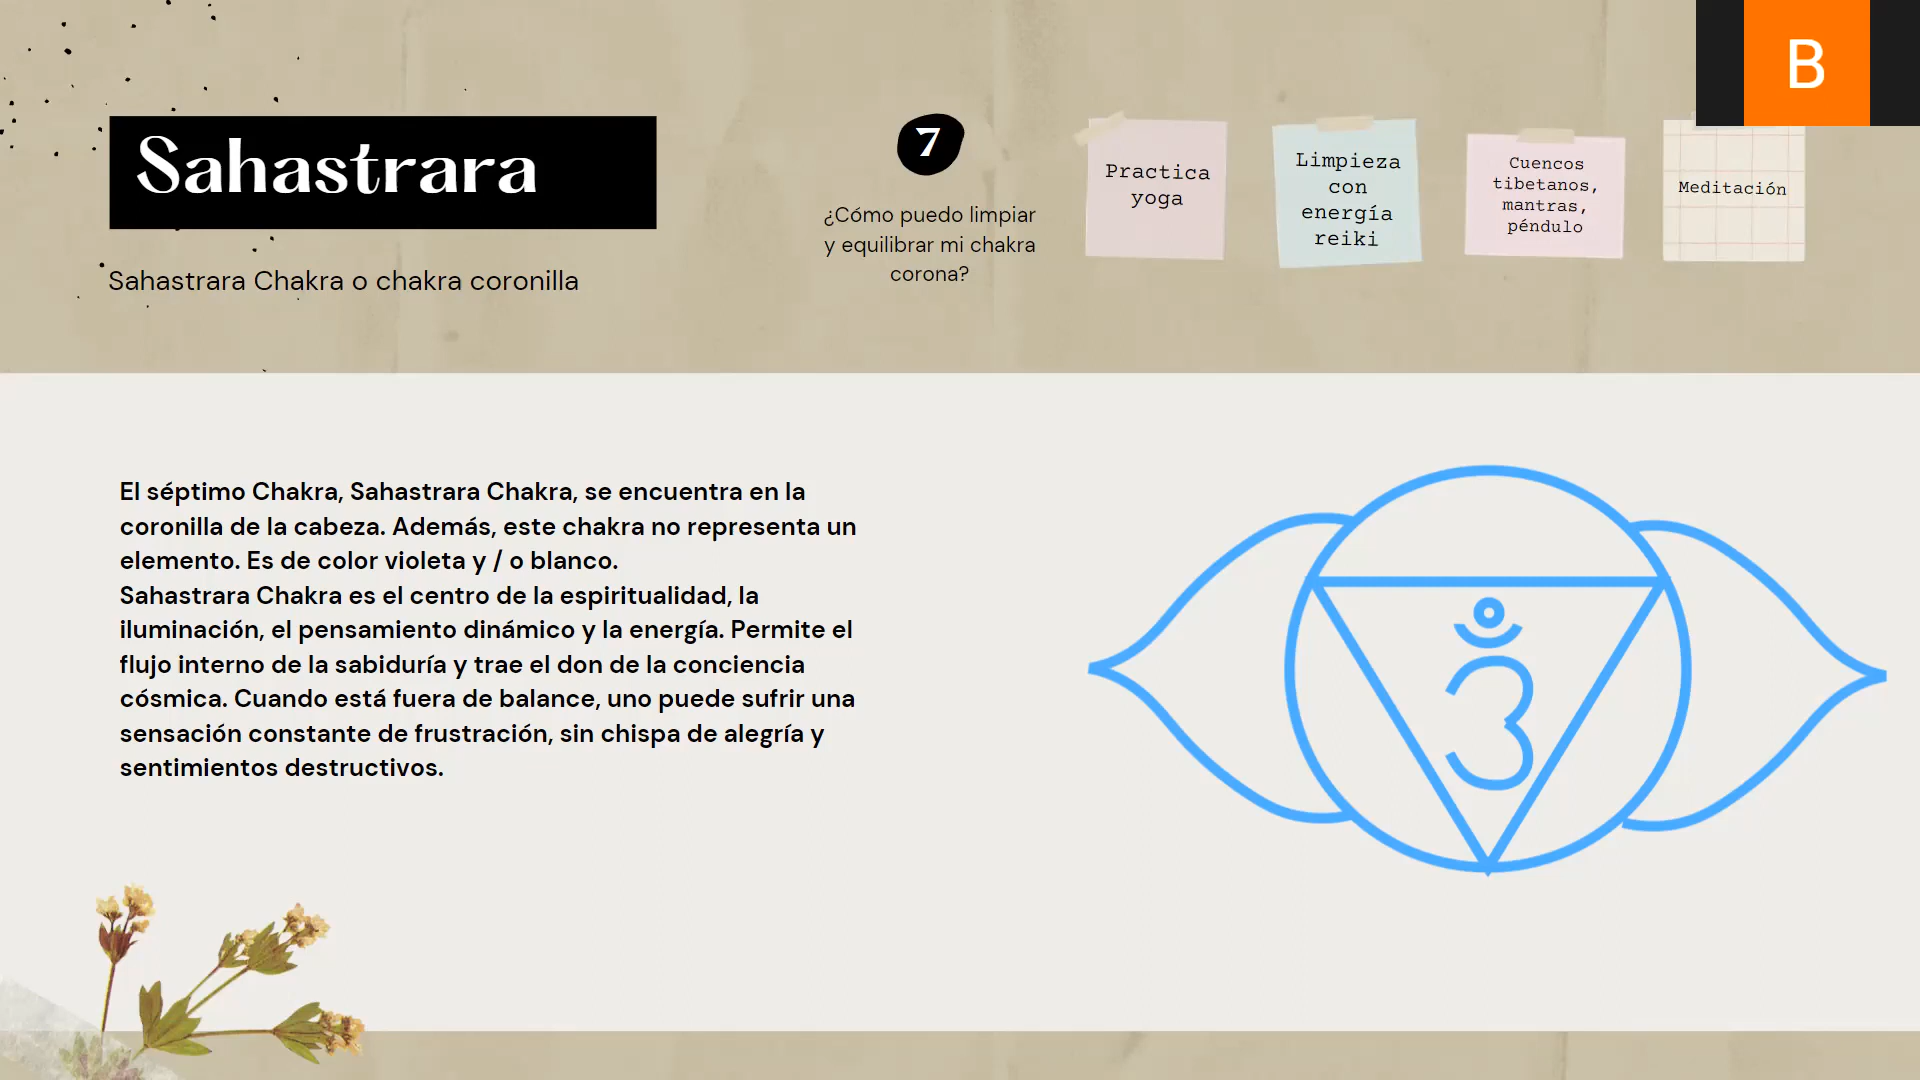 B
Sahastrara
Sahastrara Chakra o chakra coronilla
7
¿Cómo puedo limpiar
y equilibrar mi chakra
corona?
Practica
yoga
Limpieza
con
energía
reiki
Cuencos
tibetanos,
mantras,
péndulo
Meditación
El séptimo Chakra, Sahastrara Chakra, se encuentra en la
coronilla de la cabeza. Además, este chakra no representa un
elemento. Es de color violeta y / o blanco.
Sahastrara Chakra es el centro de la espiritualidad, la
iluminación, el pensamiento dinámico y la energía. Permite el
flujo interno de la sabiduría y trae el don de la conciencia
cósmica. Cuando está fuera de balance, uno puede sufrir una
sensación constante de frustración, sin chispa de alegría y
sentimientos destructivos.